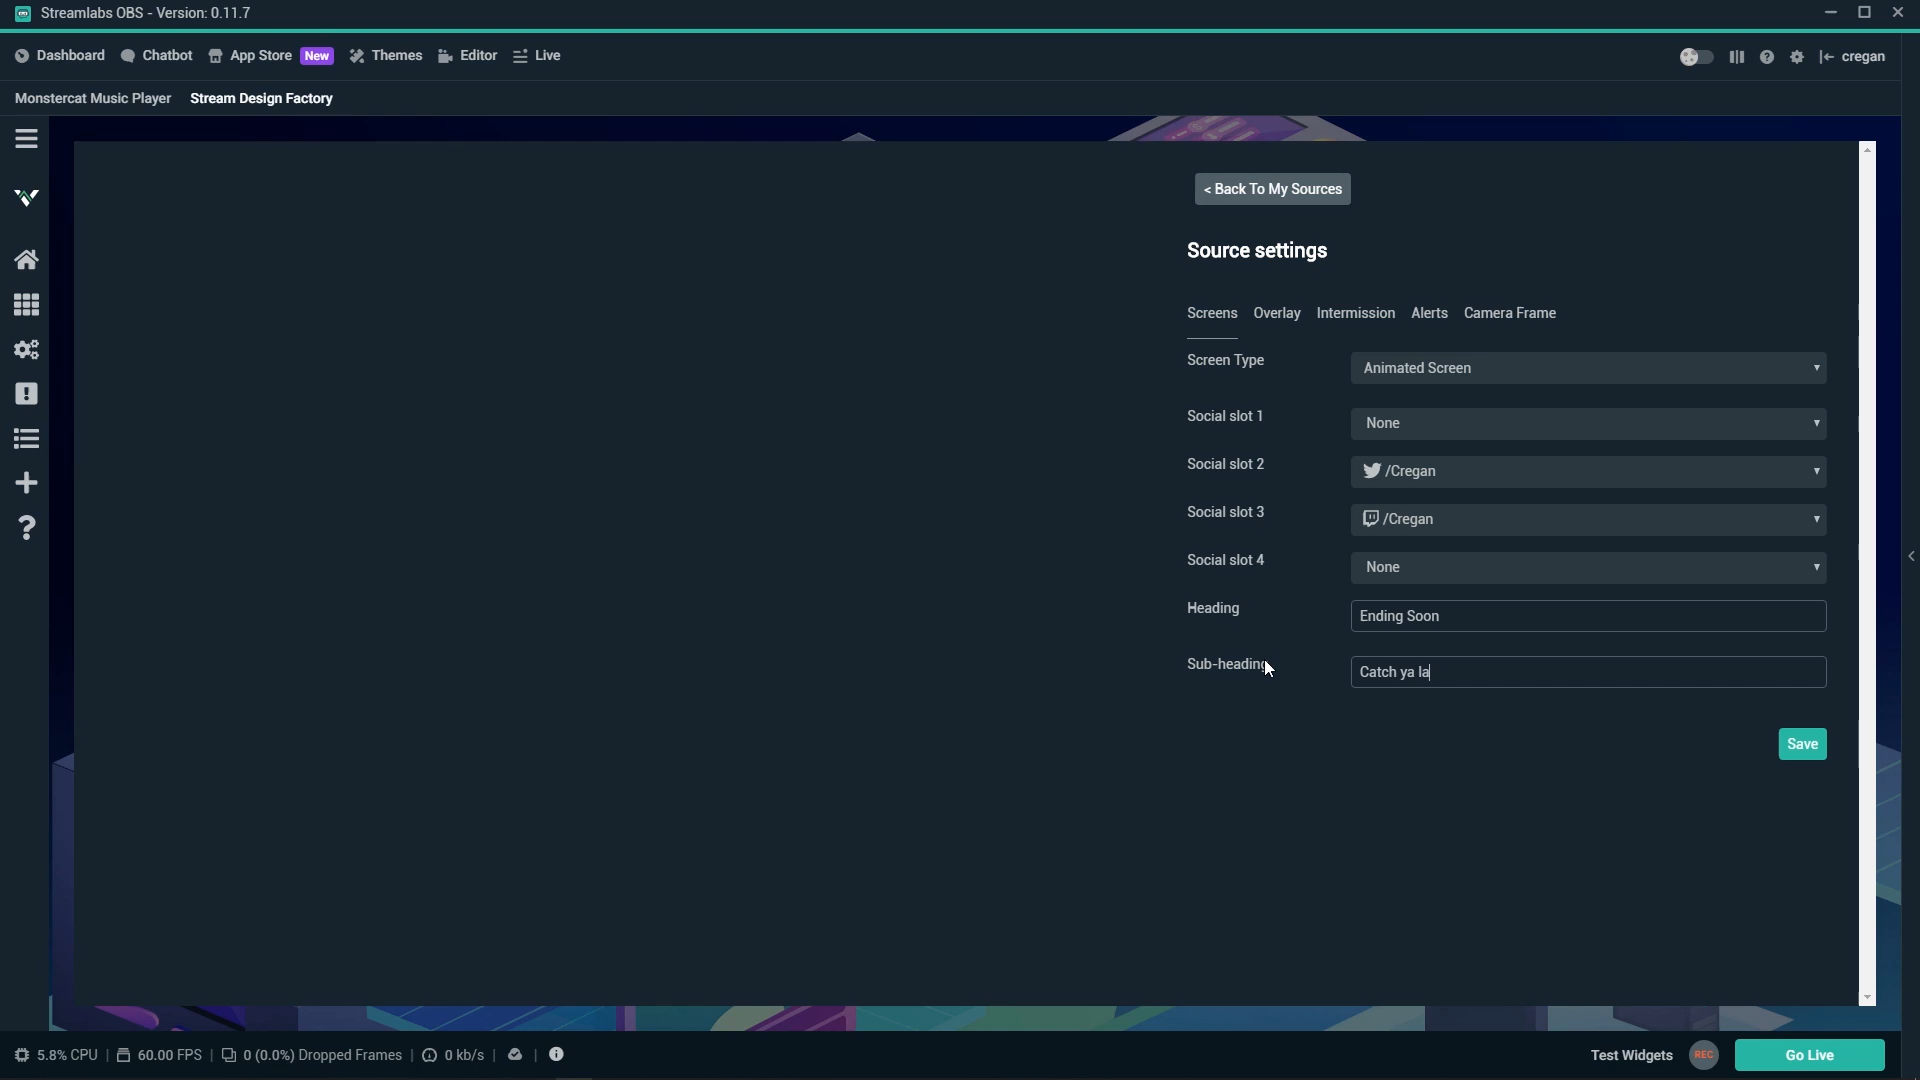 Streamlabs OBS - Version: 0.11.7
Dashboard Chatbot App Store New Themes Editor Live cregan
Monstercat Music Player Stream Design Factory
< Back To My Sources
Source settings
Screens Overlay Intermission Alerts Camera Frame
Screen Type Animated Screen
Social slot 1 None
Social slot 2 /Cregan
Social slot 3 /Cregan
Social slot 4 None
Heading Ending Soon
Sub-heading Catch ya la
Save
5.8% CPU | 60.00 FPS | 0 (0.0%) Dropped Frames | 0 kb/s | | Test Widgets REC Go Live